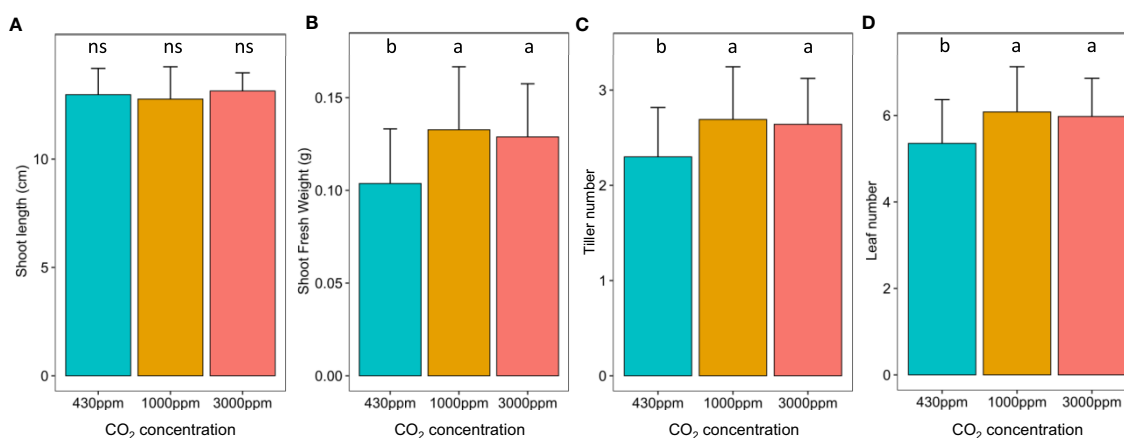 A
ns ns ns
Shoot length (cm)
10
5
0
430ppm 1000ppm 3000ppm
CO₂ concentration
B
b a a
Shoot Fresh Weight (g)
0.15
0.10
0.05
0.00
430ppm 1000ppm 3000ppm
CO₂ concentration
C
b a a
Tiller number
3
2
1
0
430ppm 1000ppm 3000ppm
CO₂ concentration
D
b a a
Leaf number
6
4
2
0
430ppm 1000ppm 3000ppm
CO₂ concentration